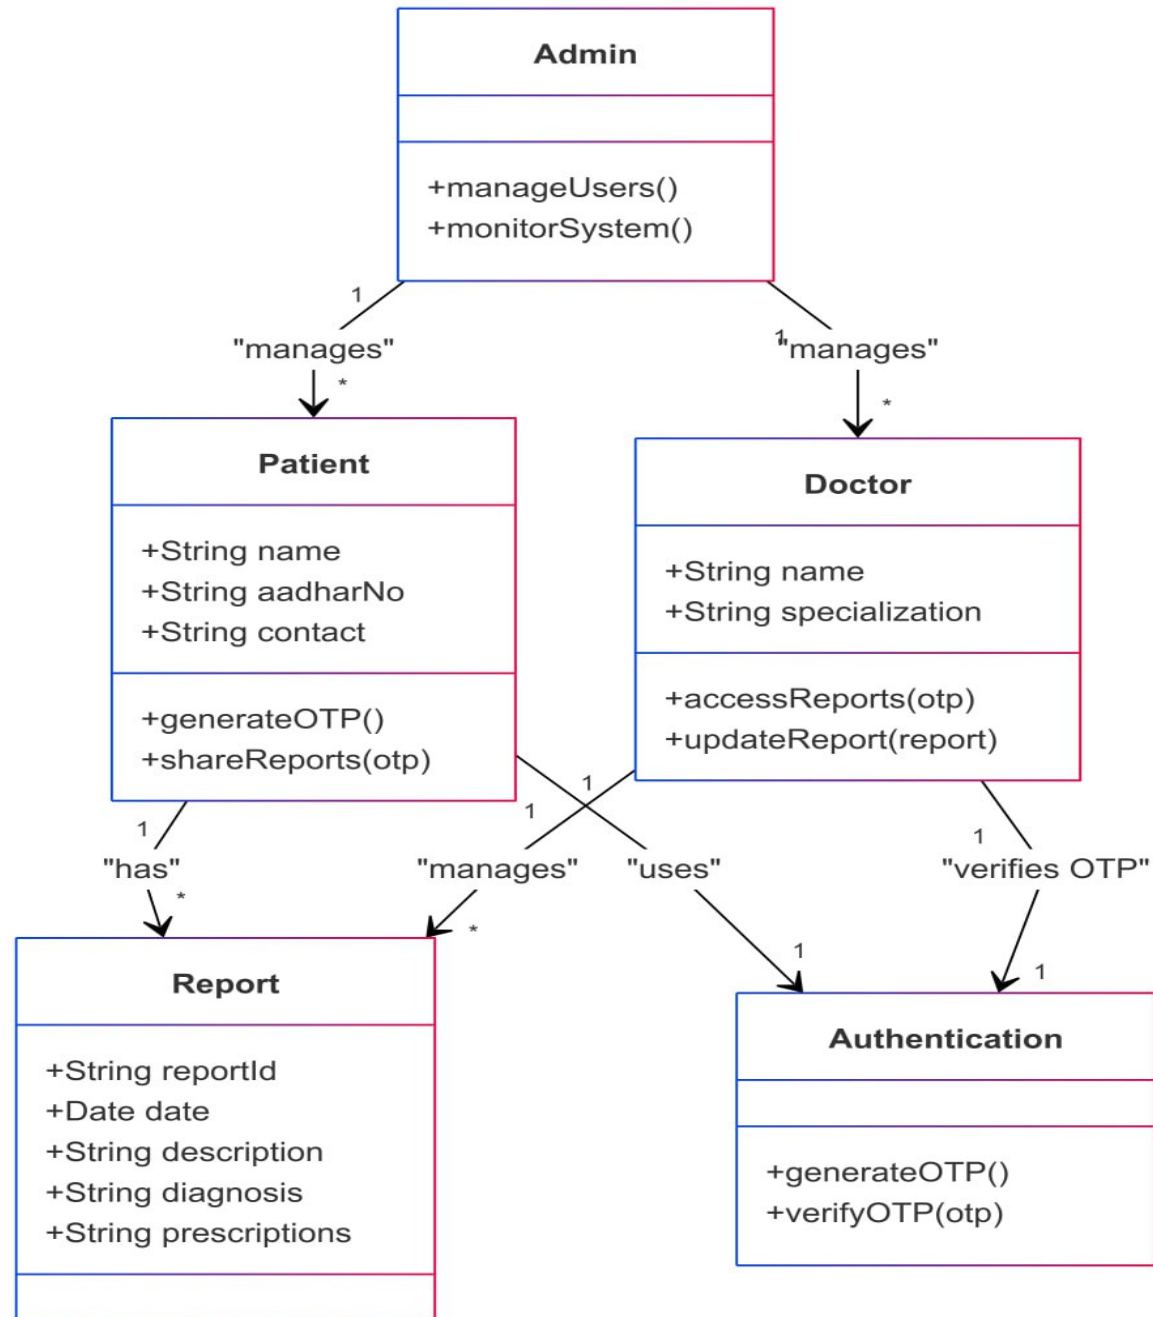 Admin
+manageUsers()
+monitorSystem()
1
1
"manages"
"manages"
*
*
Patient
+String name
+String aadharNo
+String contact
+generateOTP()
+shareReports(otp)
Doctor
+String name
+String specialization
+accessReports(otp)
+updateReport(report)
1
1
1
1
"has"
"manages"
"uses"
"verifies OTP"
*
*
1
1
Report
+String reportId
+Date date
+String description
+String diagnosis
+String prescriptions
Authentication
+generateOTP()
+verifyOTP(otp)